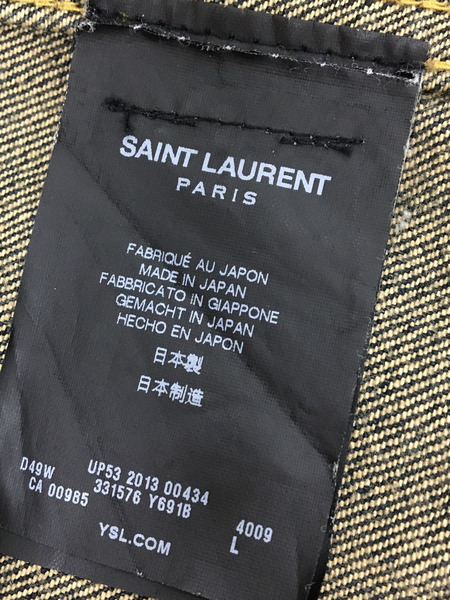 SAINT LAURENT
PARIS
FABRIQUÉ AU JAPON
MADE IN JAPAN
FABBRICATO IN GIAPPONE
GEMACHT IN JAPAN
HECHO EN JAPON
日本製
日本制造
D49W UP53 2013 00434
CA 00985 331576 Y691B 4009
YSL.COM L